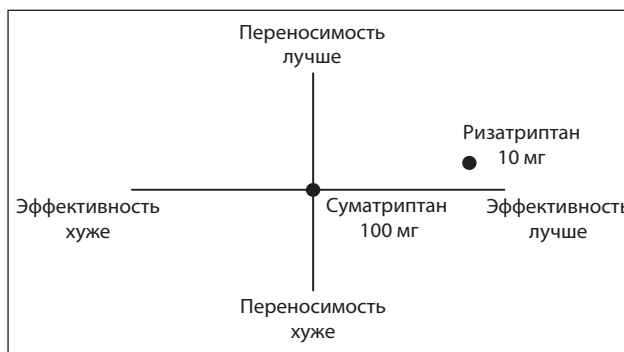 Переносимость
лучше
Ризатриптан
10 мг
Эффективность
хуже
Суматриптан
100 мг
Эффективность
лучше
Переносимость
хуже